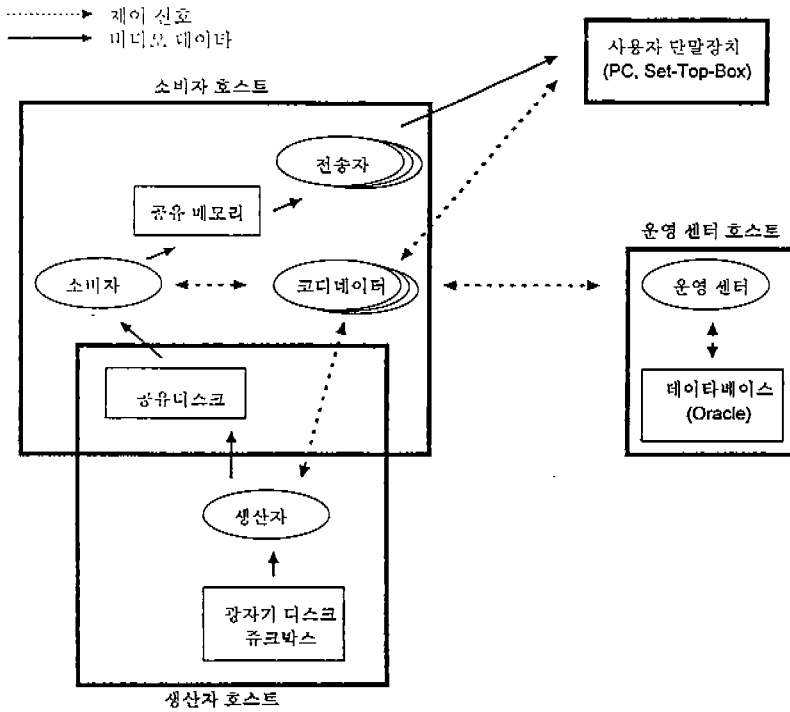 제어 신호
비디오 데이타
소비자 호스트
사용자 단말장치
(PC, Set-Top-Box)
전송자
공유 메모리
운영 센터 호스트
소비자
코디네이터
운영 센터
공유디스크
데이타베이스
(Oracle)
생산자
광자기 디스크
쥬크박스
생산자 호스트